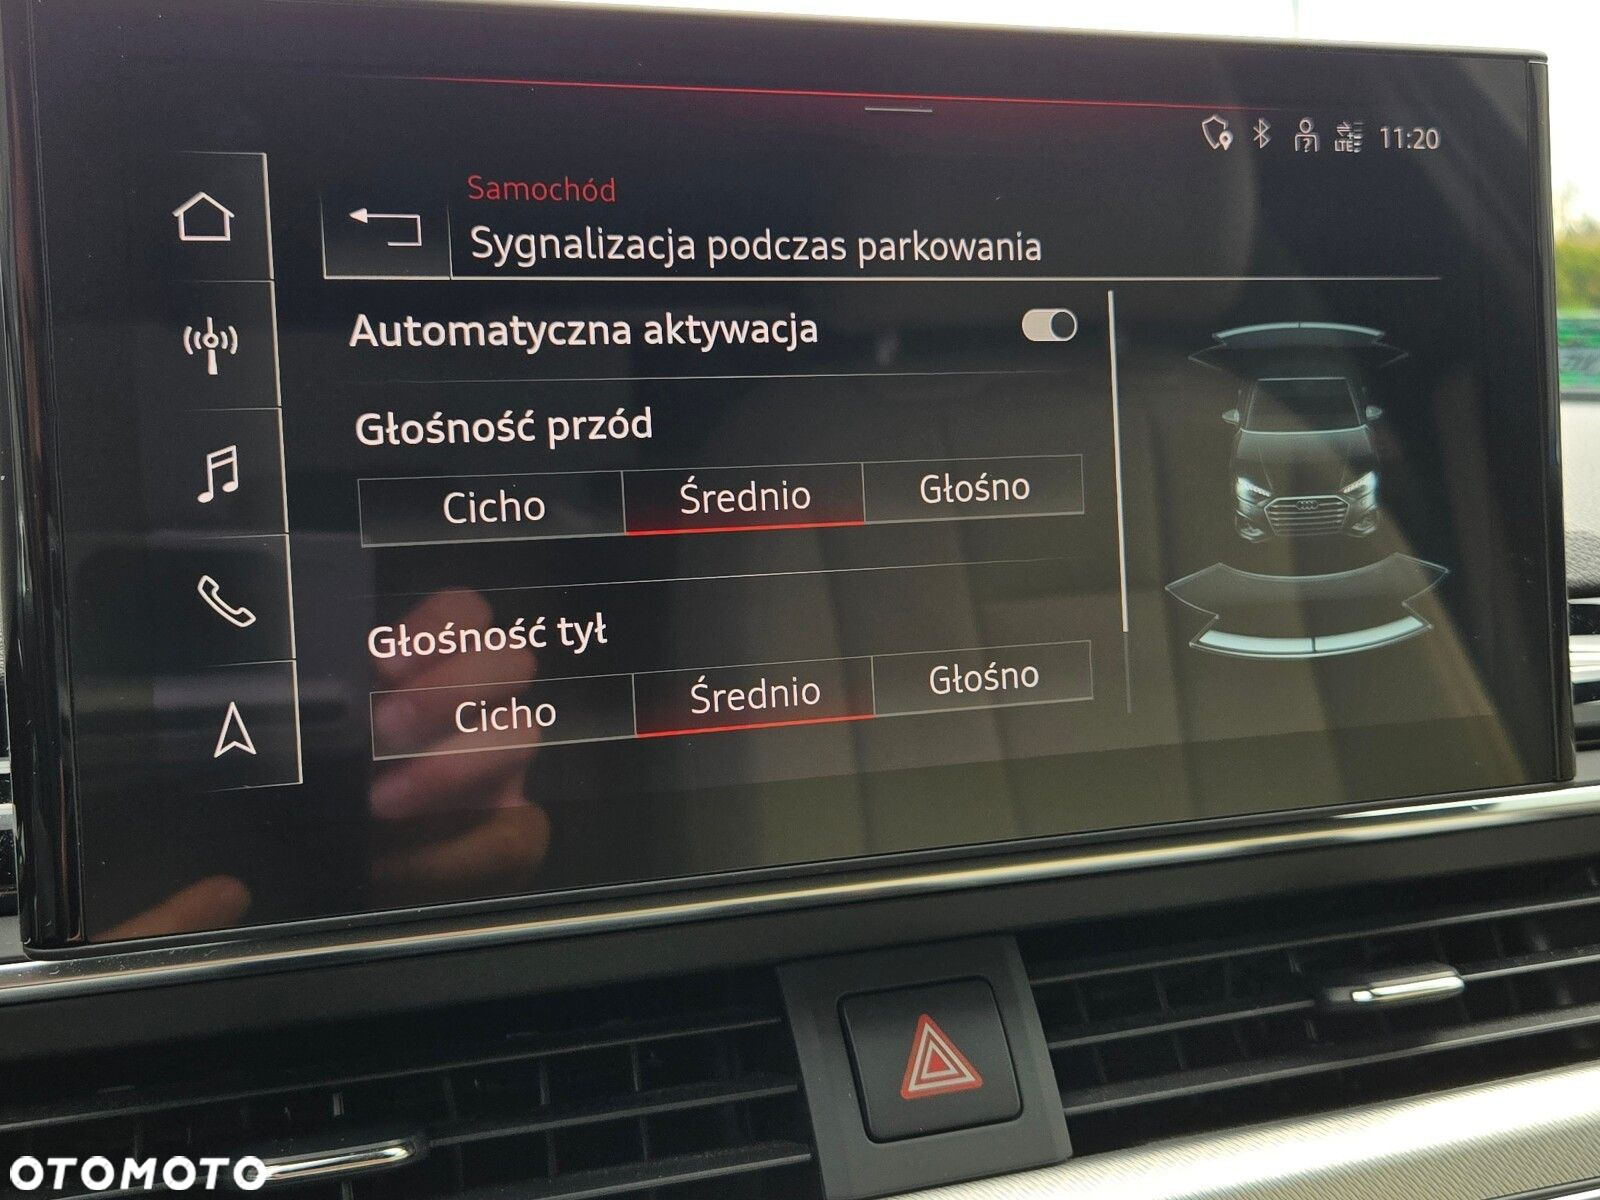 LTE 11:20
Samochód
Sygnalizacja podczas parkowania
Automatyczna aktywacja
Głośność przód
Cicho Średnio Głośno
Głośność tył
Cicho Średnio Głośno
OTOMOTO